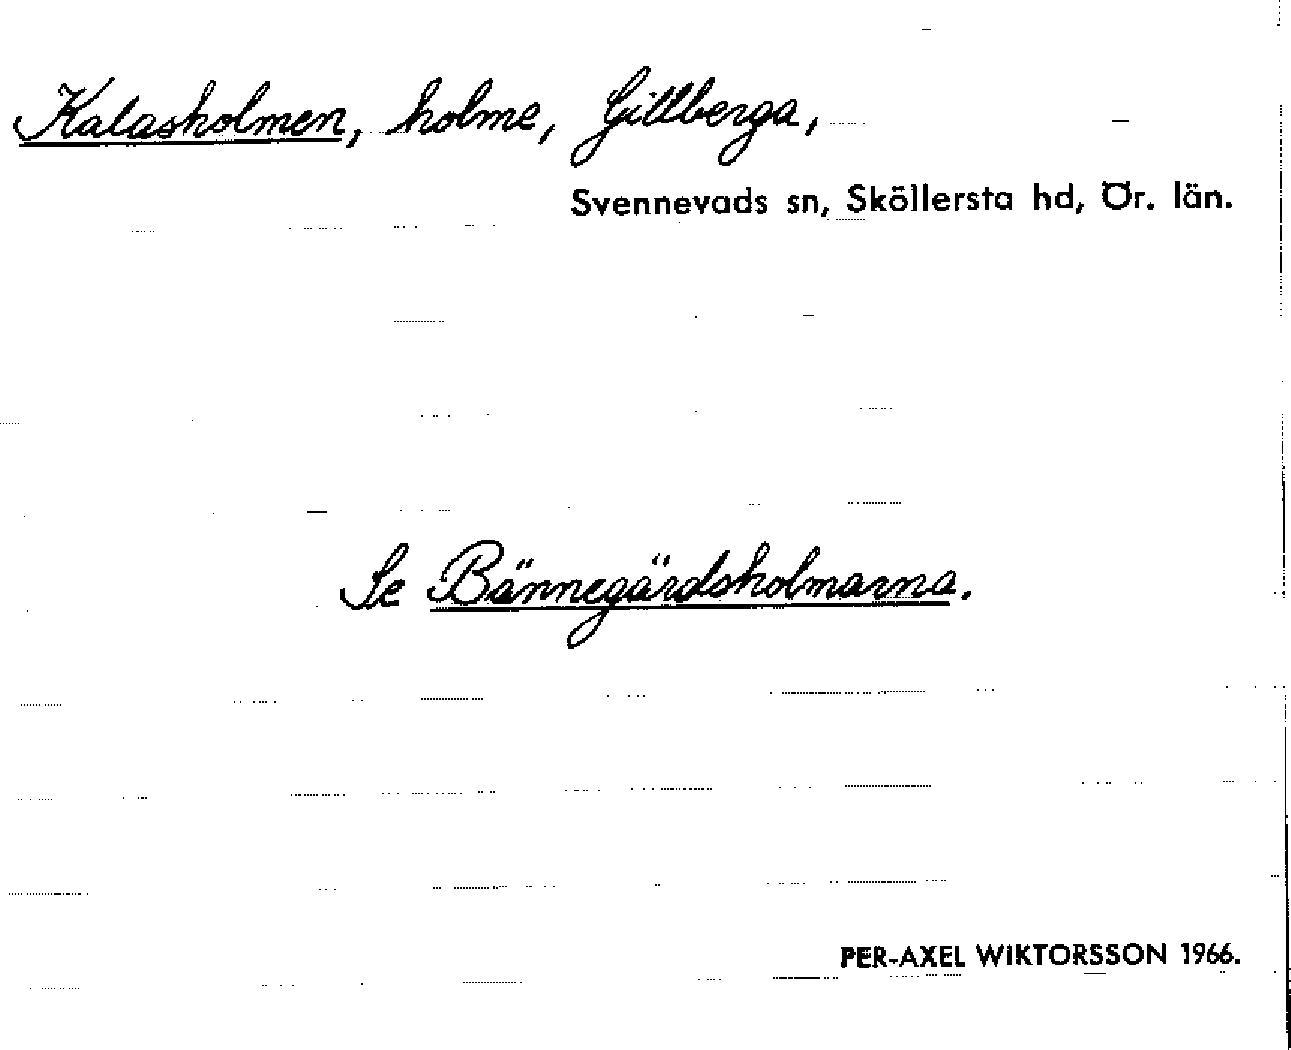 Kalasholmen, holme, Gillberga,
Svennevads sn, Sköllersta hd, Ör. län.
Se Bännegärdsholmarna.
PER-AXEL WIKTORSSON 1966.